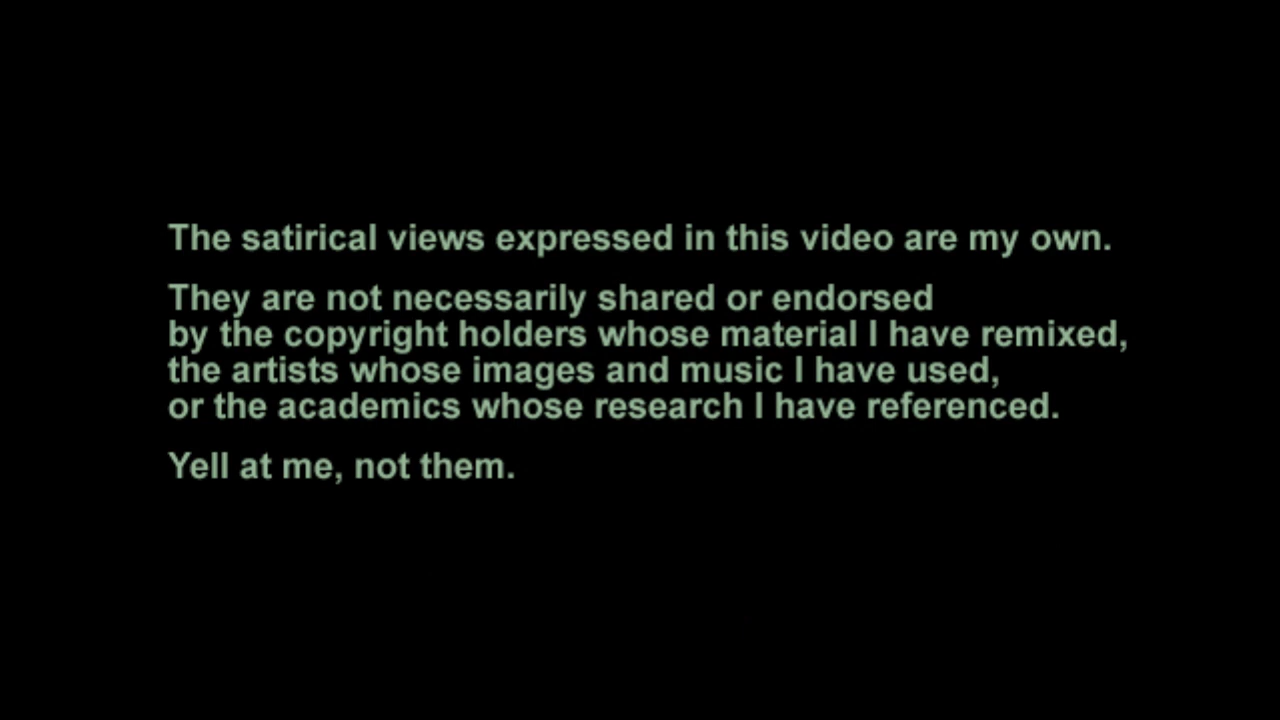 The satirical views expressed in this video are my own.
They are not necessarily shared or endorsed
by the copyright holders whose material I have remixed,
the artists whose images and music I have used,
or the academics whose research I have referenced.
Yell at me, not them.